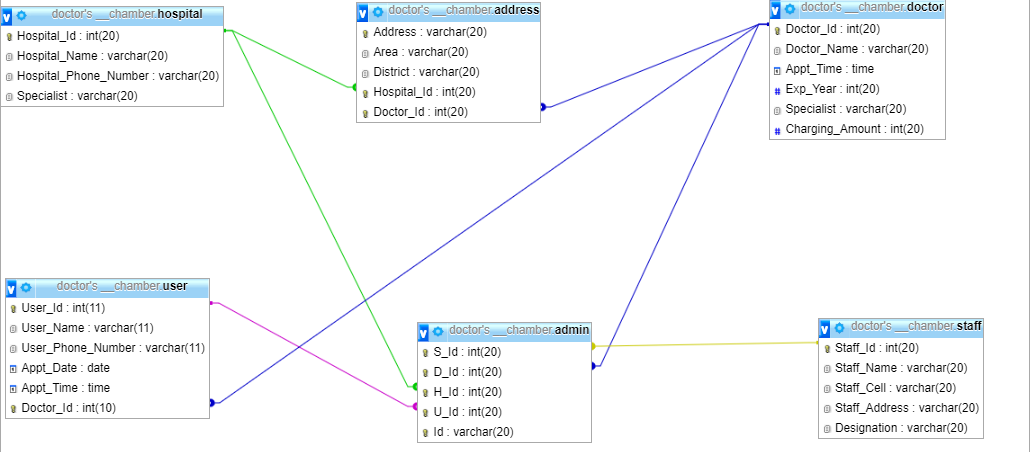 doctor's __chamber.hospital
Hospital_Id : int(20)
Hospital_Name : varchar(20)
Hospital_Phone_Number : varchar(20)
Specialist : varchar(20)
doctor's __chamber.address
Address : varchar(20)
Area : varchar(20)
District : varchar(20)
Hospital_Id : int(20)
Doctor_Id : int(20)
doctor's __chamber.doctor
Doctor_Id : int(20)
Doctor_Name : varchar(20)
Appt_Time : time
Exp_Year : int(20)
Specialist : varchar(20)
Charging_Amount : int(20)
doctor's __chamber.user
User_Id : int(11)
User_Name : varchar(11)
User_Phone_Number : varchar(11)
Appt_Date : date
Appt_Time : time
Doctor_Id : int(10)
doctor's __chamber.admin
S_Id : int(20)
D_Id : int(20)
H_Id : int(20)
U_Id : int(20)
Id : varchar(20)
doctor's __chamber.staff
Staff_Id : int(20)
Staff_Name : varchar(20)
Staff_Cell : varchar(20)
Staff_Address : varchar(20)
Designation : varchar(20)